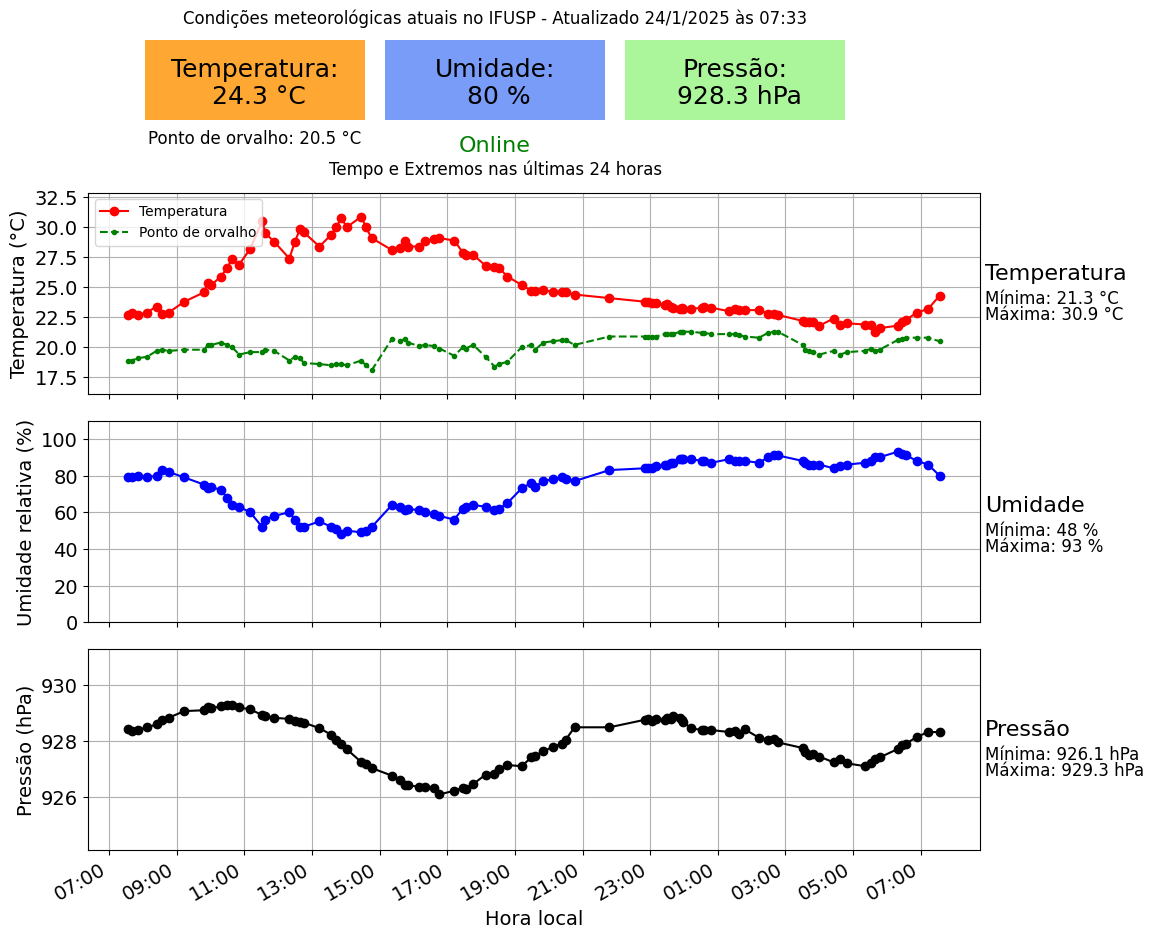 Condições meteorológicas atuais no IFUSP - Atualizado 24/1/2025 às 07:33
Temperatura:
24.3 °C
Umidade:
80 %
Pressão:
928.3 hPa
Ponto de orvalho: 20.5 °C
Online
Tempo e Extremos nas últimas 24 horas
Temperatura (°C)
32.5
30.0
27.5
25.0
22.5
20.0
17.5
Temperatura
Ponto de orvalho
Temperatura
Mínima: 21.3 °C
Máxima: 30.9 °C
Umidade relativa (%)
100
80
60
40
20
0
Umidade
Mínima: 48 %
Máxima: 93 %
Pressão (hPa)
930
928
926
Pressão
Mínima: 926.1 hPa
Máxima: 929.3 hPa
07:00
09:00
11:00
13:00
15:00
17:00
19:00
21:00
23:00
01:00
03:00
05:00
07:00
Hora local